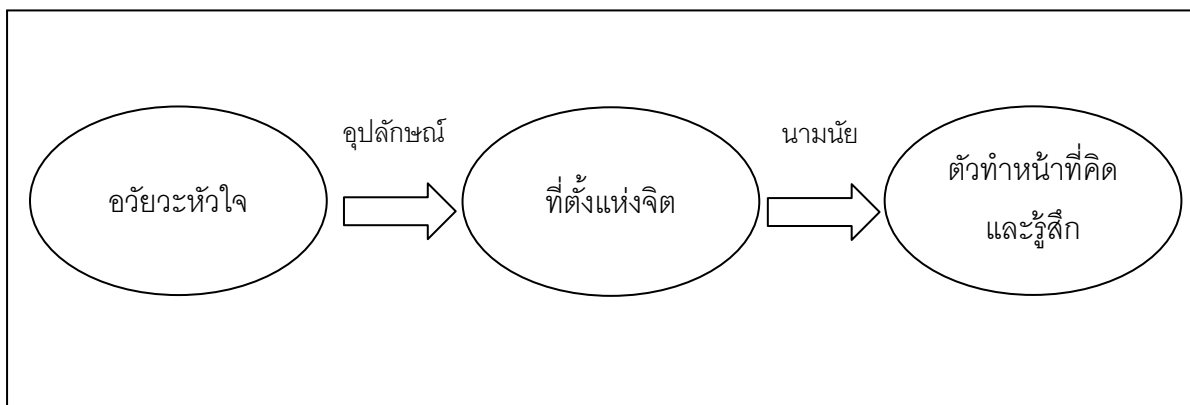 อวัยวะหัวใจ
อุปลักษณ์
ที่ตั้งแห่งจิต
นามนัย
ตัวทำหน้าที่คิด
และรู้สึก